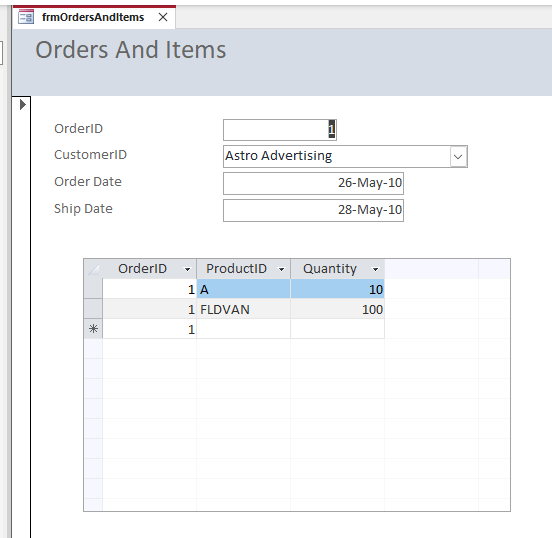 frmOrdersAndItems
Orders And Items
OrderID 1
CustomerID Astro Advertising
Order Date 26-May-10
Ship Date 28-May-10
OrderID ProductID Quantity
1 A 10
1 FLDVAN 100
1